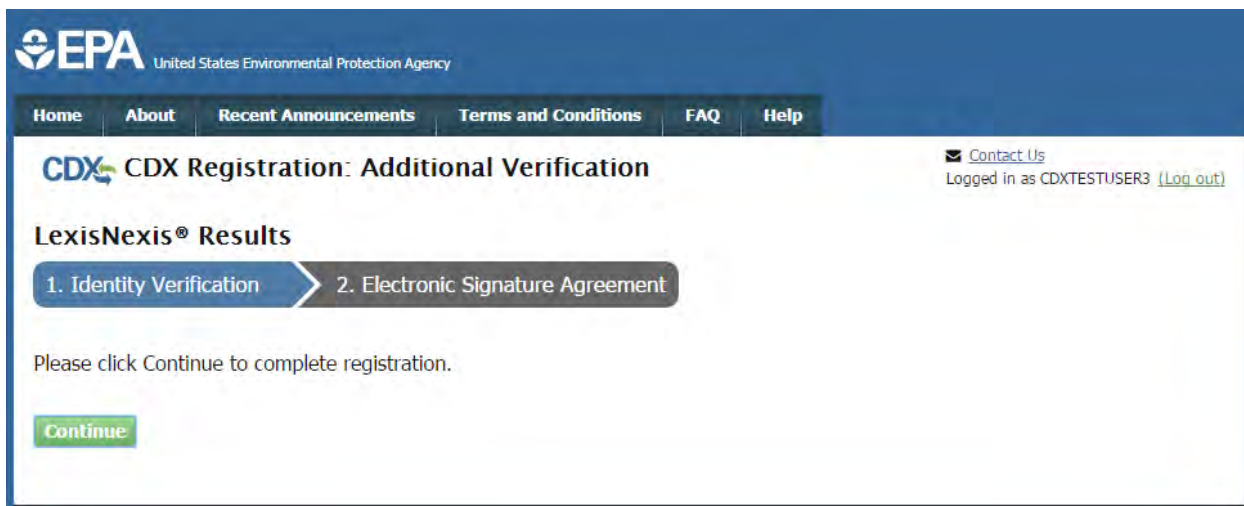 EPA United States Environmental Protection Agency
Home About Recent Announcements Terms and Conditions FAQ Help
CDX CDX Registration: Additional Verification
Contact Us
Logged in as CDXTESTUSER3 (Log out)
LexisNexis® Results
1. Identity Verification 2. Electronic Signature Agreement
Please click Continue to complete registration.
Continue